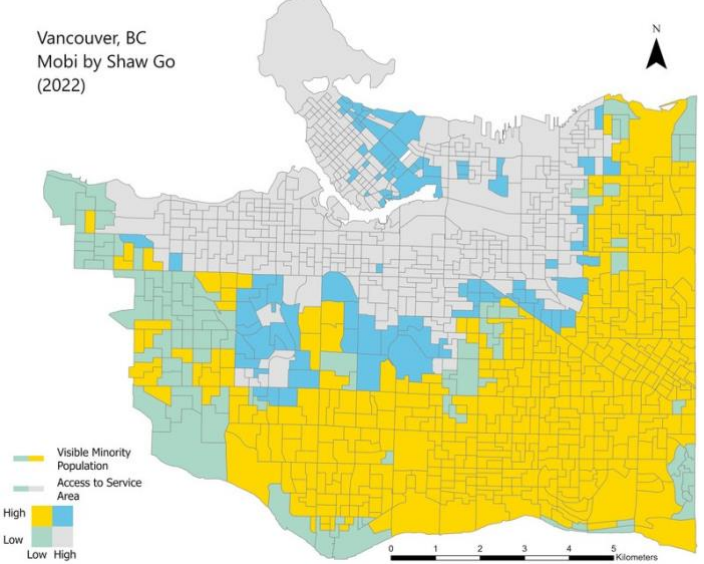 Vancouver, BC
Mobi by Shaw Go
(2022)
N
Visible Minority
Population
Access to Service
Area
High
Low
Low High
0 1 2 3 4 5
Kilometers